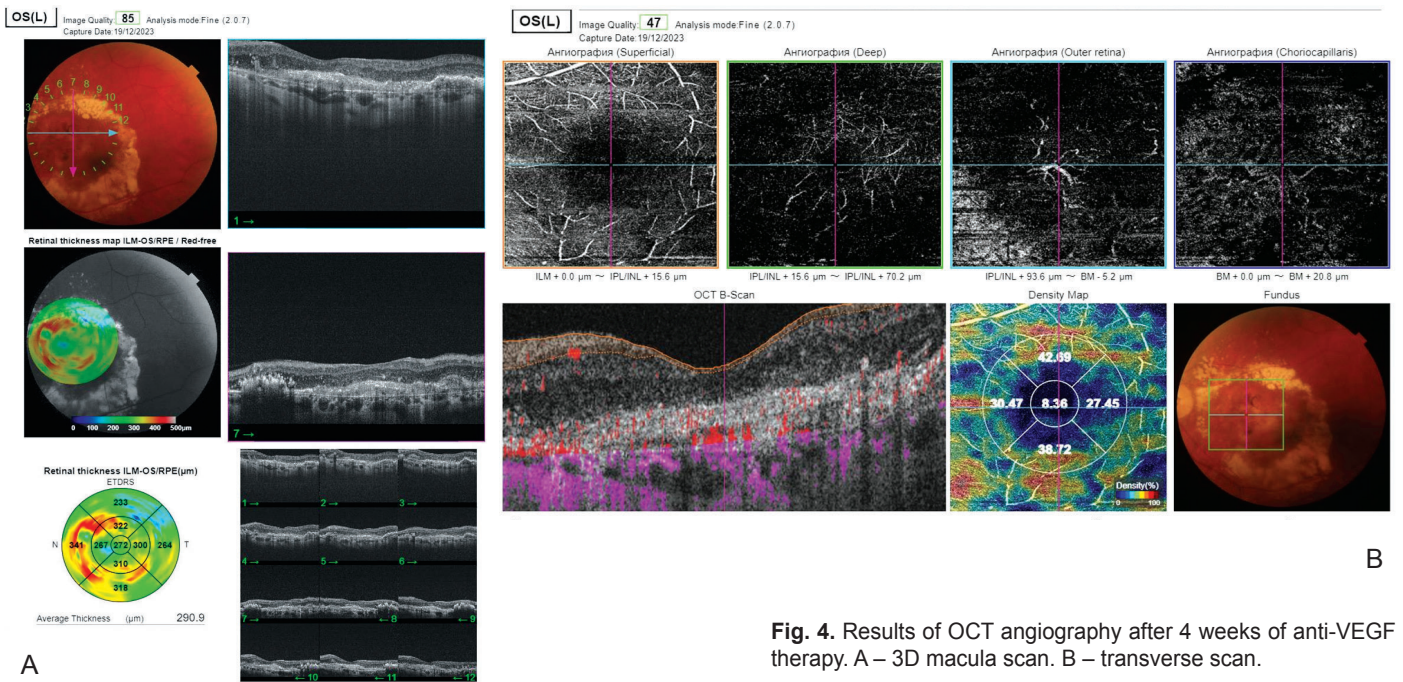 OS(L)
Image Quality: 85 Analysis mode:Fine (2.0.7)
Capture Date:19/12/2023
3 4 5 6 7 8 9 10 11 12
1 →
Retinal thickness map ILM-OS/RPE / Red-free
0 100 200 300 400 500µm
7 →
Retinal thickness ILM-OS/RPE(µm)
ETDRS
233
322
N 341 267 272 300 264 T
310
318
Average Thickness (µm) 290.9
1 → 2 → 3 →
4 → 5 → 6 →
7 → ← 8 ← 9
← 10 ← 11 ← 12
A
OS(L)
Image Quality: 47 Analysis mode:Fine (2.0.7)
Capture Date:19/12/2023
Ангиография (Superficial) Ангиография (Deep) Ангиография (Outer retina) Ангиография (Choriocapillaris)
ILM + 0.0 µm ～ IPL/INL + 15.6 µm IPL/INL + 15.6 µm ～ IPL/INL + 70.2 µm IPL/INL + 93.6 µm ～ BM - 5.2 µm BM + 0.0 µm ～ BM + 20.8 µm
OCT B-Scan Density Map Fundus
42.69
30.47 8.36 27.45
38.72
Density(%)
0 100
B
Fig. 4. Results of OCT angiography after 4 weeks of anti-VEGF
therapy. A – 3D macula scan. B – transverse scan.